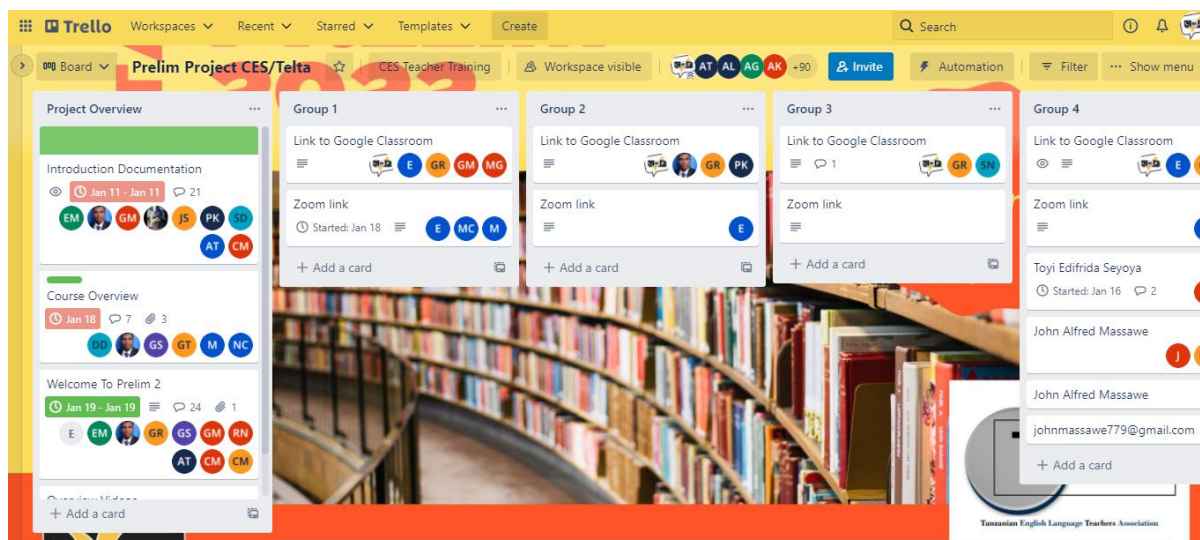 Trello
Workspaces
Recent
Starred
Templates
Create
Search
Board
Prelim Project CES/Telta
CES Teacher Training
Workspace visible
AT AL AG AK +90
Invite
Automation
Filter
Show menu
2023
Project Overview
Introduction Documentation
Jan 11 - Jan 11 21
EM GM JS PK SD
AT CM
Course Overview
Jan 18 7 3
DD GS GT M NC
Welcome To Prelim 2
Jan 19 - Jan 19 24 1
E EM GR GS GM RN
AT CM CM
Overview Videos
+ Add a card
Group 1
Link to Google Classroom
E GR GM MG
Zoom link
Started: Jan 18 E MC M
+ Add a card
Group 2
Link to Google Classroom
GR PK
Zoom link
E
+ Add a card
Group 3
Link to Google Classroom
1 GR SN
Zoom link
+ Add a card
Group 4
Link to Google Classroom
E
Zoom link
Toyi Edifrida Seyoya
Started: Jan 16 2
John Alfred Massawe
J
John Alfred Massawe
johnmassawe779@gmail.com
+ Add a card
Tanzanian English Language Teachers Association